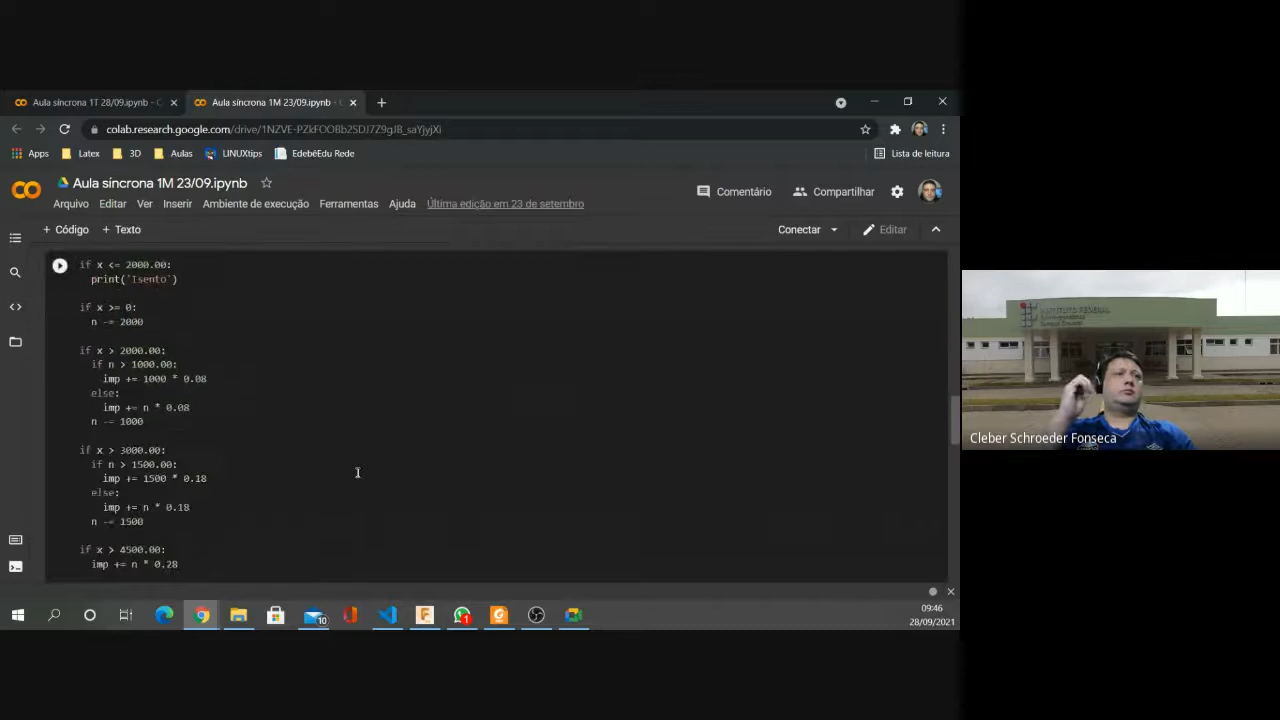 Aula síncrona 1T 28/09.ipynb - C
Aula síncrona 1M 23/09.ipynb - C
colab.research.google.com/drive/1NZVE-PZkFOOBb2SDJ7Z9gJB_saYjyjXi
Apps
Latex
3D
Aulas
LINUXtips
EdebêEdu Rede
Lista de leitura
Aula síncrona 1M 23/09.ipynb
Comentário
Compartilhar
Arquivo
Editar
Ver
Inserir
Ambiente de execução
Ferramentas
Ajuda
Última edição em 23 de setembro
+ Código
+ Texto
Conectar
Editar
if x <= 2000.00:
print('Isento')
if x >= 0:
n -= 2000
if x > 2000.00:
if n > 1000.00:
imp += 1000 * 0.08
else:
imp += n * 0.08
n -= 1000
if x > 3000.00:
if n > 1500.00:
imp += 1500 * 0.18
else:
imp += n * 0.18
n -= 1500
if x > 4500.00:
imp += n * 0.28
INSTITUTO FEDERAL
Cleber Schroeder Fonseca
10
1
09:46
28/09/2021